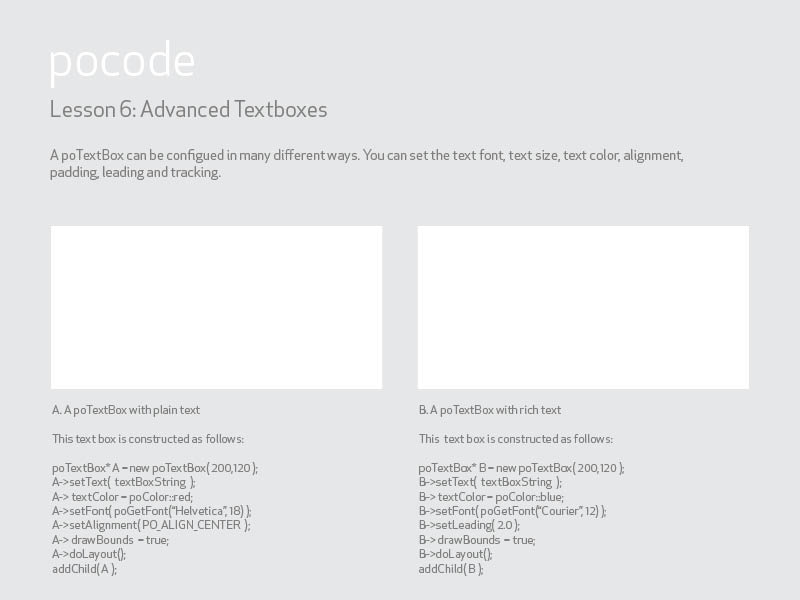 pocode
Lesson 6: Advanced Textboxes
A poTextBox can be configued in many different ways. You can set the text font, text size, text color, alignment,
padding, leading and tracking.
A. A poTextBox with plain text
This text box is constructed as follows:
poTextBox* A = new poTextBox( 200,120 );
A->setText( textBoxString );
A-> textColor = poColor::red;
A->setFont( poGetFont(“Helvetica”, 18) );
A->setAlignment( PO_ALIGN_CENTER );
A-> drawBounds = true;
A->doLayout();
addChild( A );
B. A poTextBox with rich text
This text box is constructed as follows:
poTextBox* B = new poTextBox( 200,120 );
B->setText( textBoxString );
B-> textColor = poColor::blue;
B->setFont( poGetFont(“Courier”, 12) );
B->setLeading( 2.0 );
B-> drawBounds = true;
B->doLayout();
addChild( B );